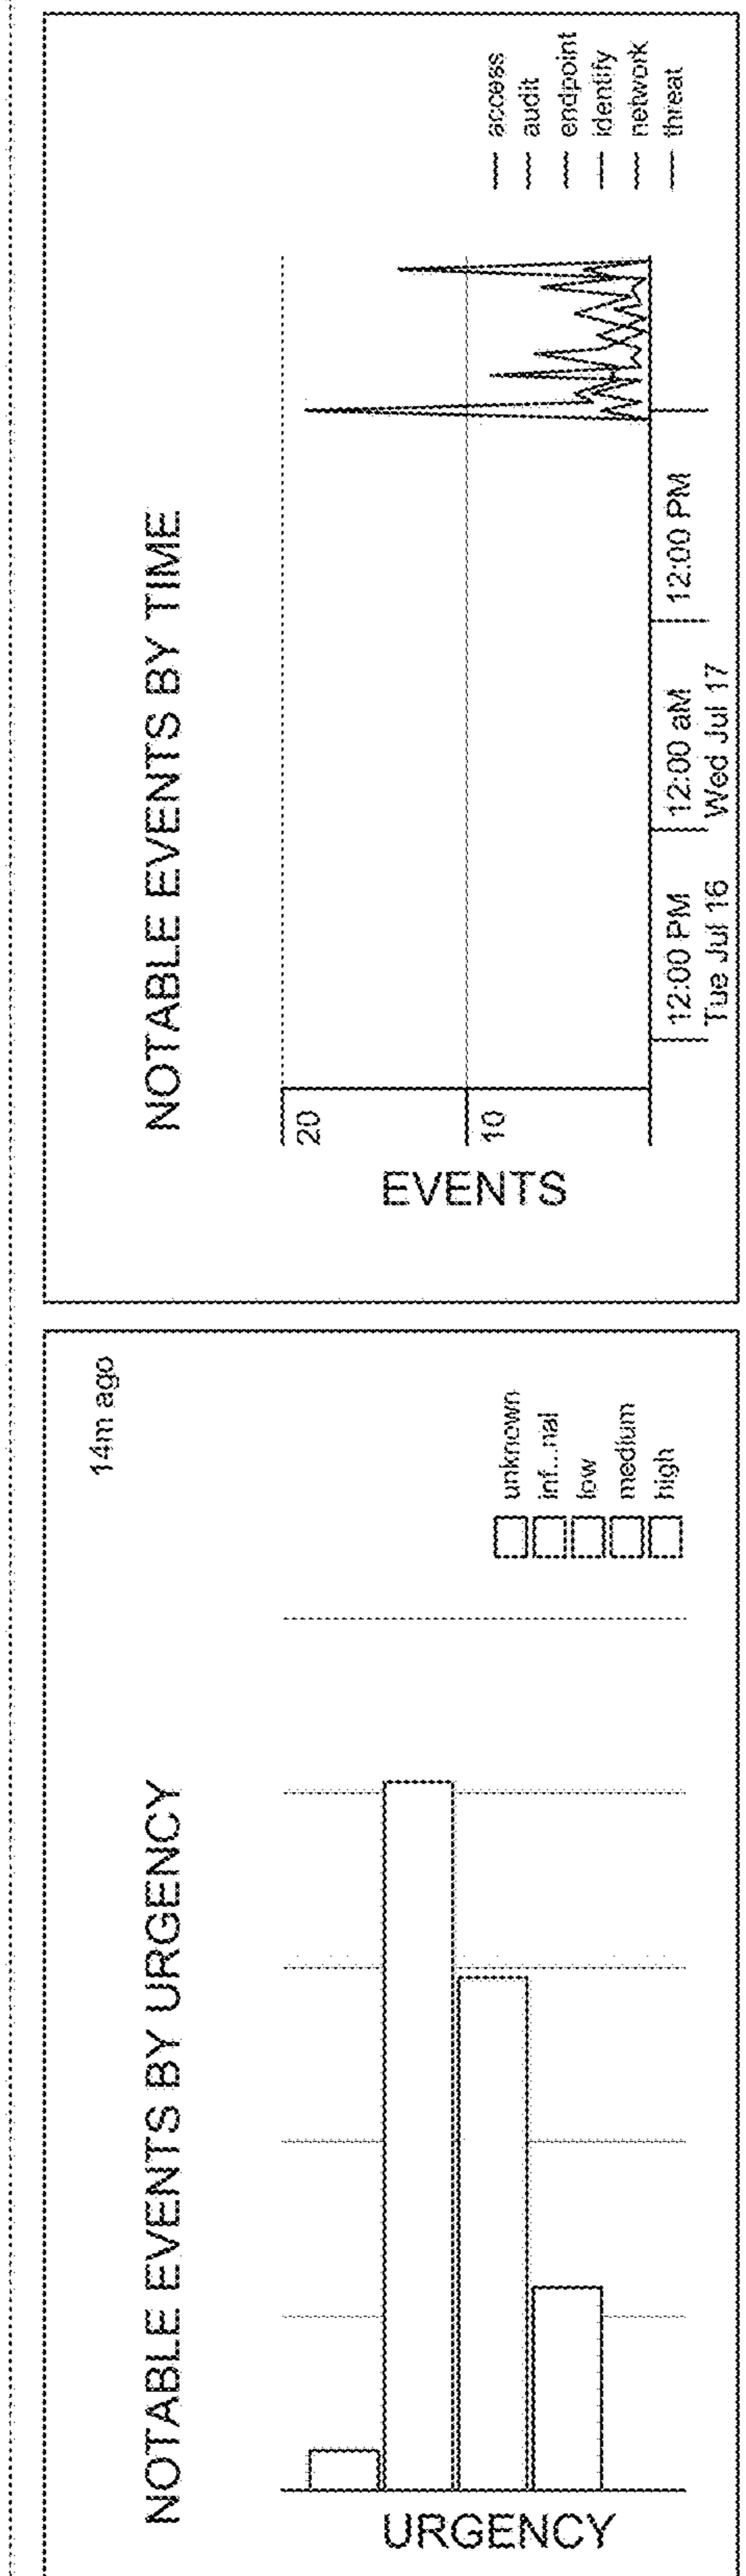 NOTABLE EVENTS BY URGENCY
14m ago
URGENCY
unknown
inf...nal
low
medium
high
NOTABLE EVENTS BY TIME
EVENTS
20
10
12:00 PM
Tue Jul 16
12:00 aM
Wed Jul 17
12:00 PM
access
audit
endpoint
identify
network
threat